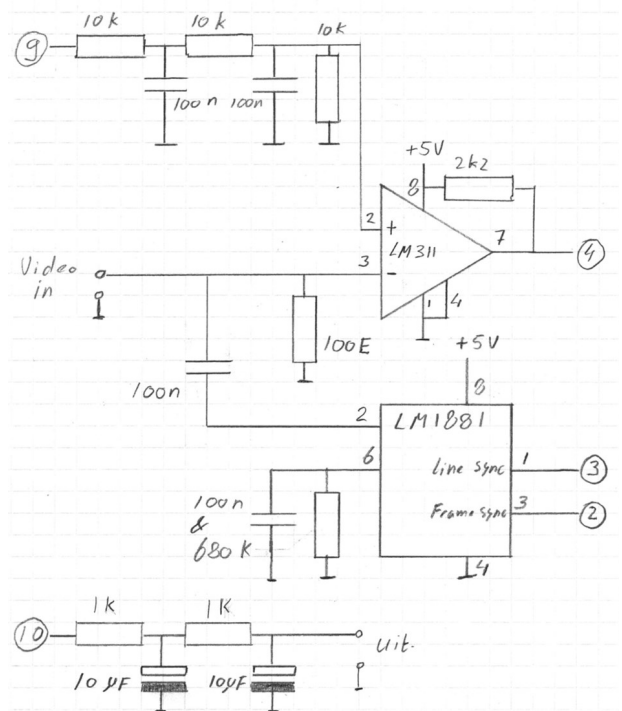 10k
10k
10k
9
100n
100n
+5V
2k2
8
2
+
7
LM311
4
3
-
Video
in
1
4
100E
+5V
100n
8
2
LM1881
6
Line sync
1
3
100n
&
680K
Frame sync
3
2
4
1K
1K
10
Uit.
10µF
10µF